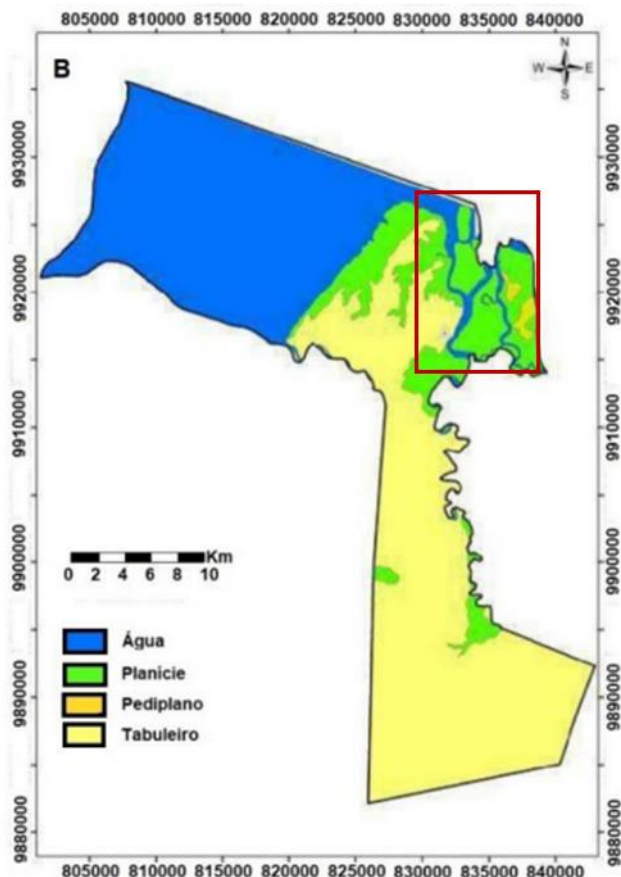 805000 810000 815000 820000 825000 830000 835000 840000
B
N
W E
S
9930000 9930000
9920000 9920000
9910000 9910000
9900000 9900000
9890000 9890000
9880000 9880000
Km
0 2 4 6 8 10
Água
Planície
Pediplano
Tabuleiro
805000 810000 815000 820000 825000 830000 835000 840000